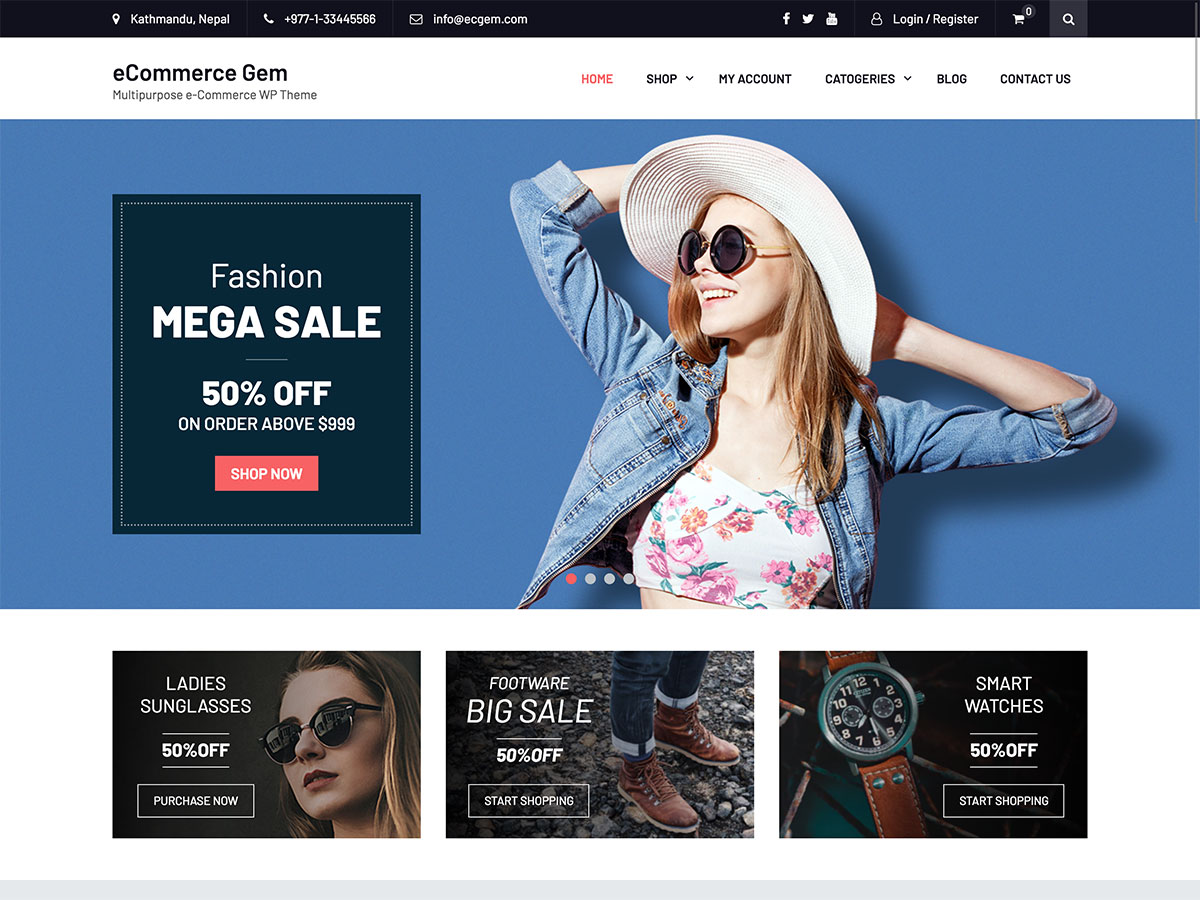 Kathmandu, Nepal
+977-1-33445566
info@ecgem.com
Login / Register
0
eCommerce Gem
Multipurpose e-Commerce WP Theme
HOME
SHOP
MY ACCOUNT
CATOGERIES
BLOG
CONTACT US
Fashion
MEGA SALE
50% OFF
ON ORDER ABOVE $999
SHOP NOW
LADIES
SUNGLASSES
50%OFF
PURCHASE NOW
FOOTWARE
BIG SALE
50%OFF
START SHOPPING
SMART
WATCHES
50%OFF
START SHOPPING